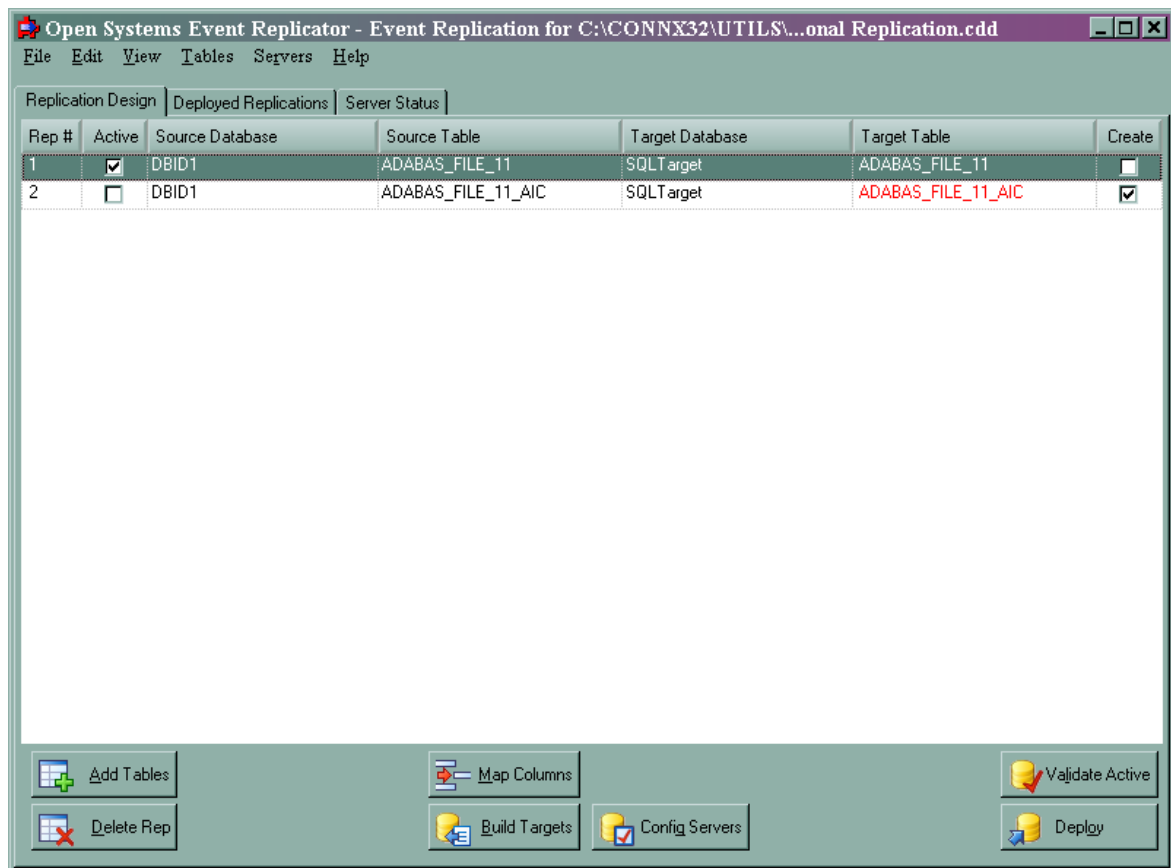 Open Systems Event Replicator - Event Replication for C:\CONNX32\UTILS\...onal Replication.cdd
File Edit View Tables Servers Help
Replication Design Deployed Replications Server Status
Rep # Active Source Database Source Table Target Database Target Table Create
1 DBID1 ADABAS_FILE_11 SQLTarget ADABAS_FILE_11
2 DBID1 ADABAS_FILE_11_AIC SQLTarget ADABAS_FILE_11_AIC
Add Tables Map Columns Validate Active
Delete Rep Build Targets Config Servers Deploy